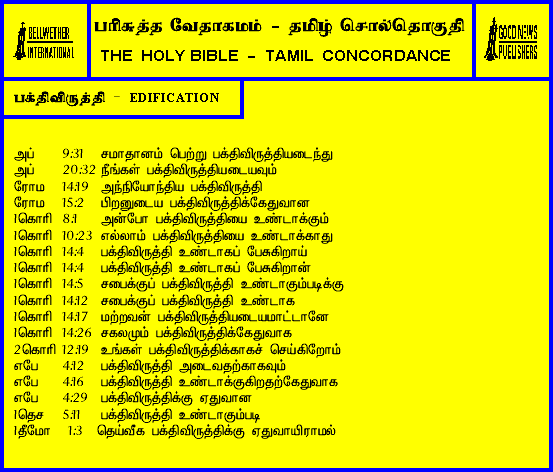 BELLWETHER
INTERNATIONAL
பரிசுத்த வேதாகமம் - தமிழ் சொல்தொகுதி
THE HOLY BIBLE - TAMIL CONCORDANCE
GOOD NEWS
PUBLISHERS
பக்திவிருத்தி - EDIFICATION
அப் 9:31 சமாதானம் பெற்று பக்திவிருத்தியடைந்து
அப் 20:32 நீங்கள் பக்திவிருத்தியடையவும்
ரோம 14:19 அந்நியோந்திய பக்திவிருத்தி
ரோம 15:2 பிறனுடைய பக்திவிருத்திக்கேதுவான
1கொரி 8:1 அன்போ பக்திவிருத்தியை உண்டாக்கும்
1கொரி 10:23 எல்லாம் பக்திவிருத்தியை உண்டாக்காது
1கொரி 14:4 பக்திவிருத்தி உண்டாகப் பேசுகிறாய்
1கொரி 14:4 பக்திவிருத்தி உண்டாகப் பேசுகிறான்
1கொரி 14:5 சபைக்குப் பக்திவிருத்தி உண்டாகும்படிக்கு
1கொரி 14:12 சபைக்குப் பக்திவிருத்தி உண்டாக
1கொரி 14:17 மற்றவன் பக்திவிருத்தியடையமாட்டானே
1கொரி 14:26 சகலமும் பக்திவிருத்திக்கேதுவாக
2கொரி 12:19 உங்கள் பக்திவிருத்திக்காகச் செய்கிறோம்
எபே 4:12 பக்திவிருத்தி அடைவதற்காகவும்
எபே 4:16 பக்திவிருத்தி உண்டாக்குகிறதற்கேதுவாக
எபே 4:29 பக்திவிருத்திக்கு ஏதுவான
1தெச 5:11 பக்திவிருத்தி உண்டாகும்படி
1தீமோ 1:3 தெய்வீக பக்திவிருத்திக்கு ஏதுவாயிராமல்